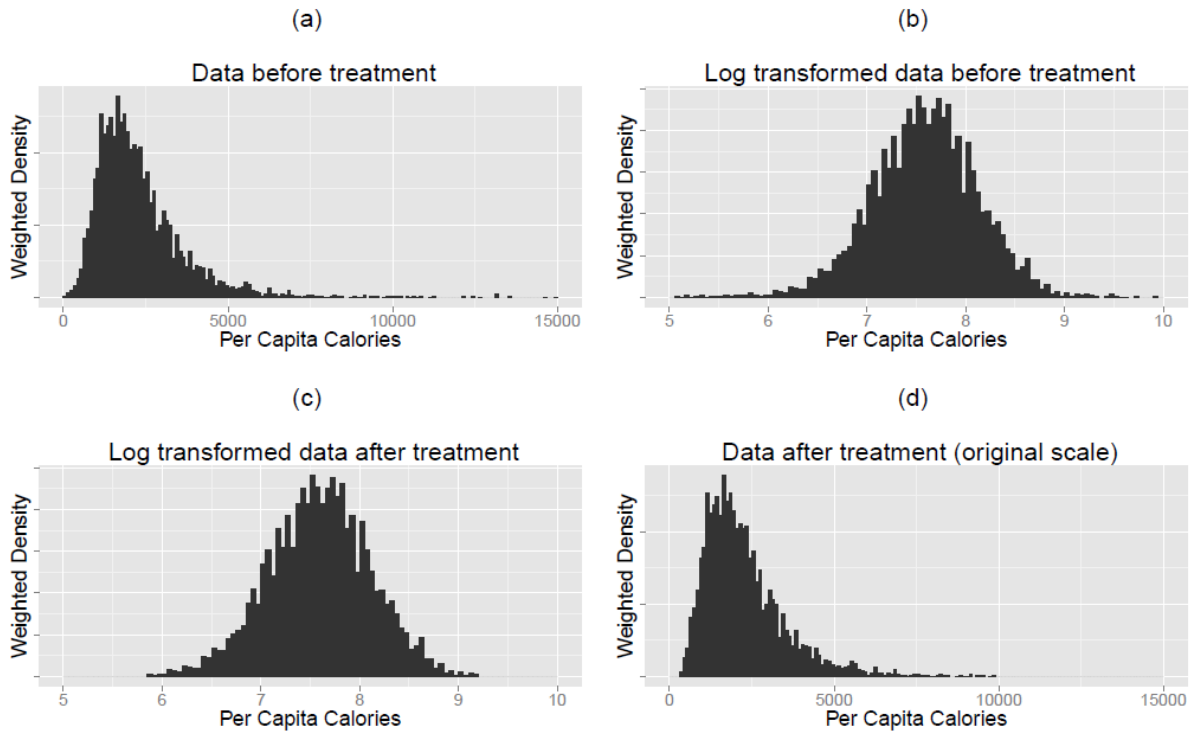 (a)
Data before treatment
Weighted Density
0 5000 10000 15000
Per Capita Calories
(b)
Log transformed data before treatment
Weighted Density
5 6 7 8 9 10
Per Capita Calories
(c)
Log transformed data after treatment
Weighted Density
5 6 7 8 9 10
Per Capita Calories
(d)
Data after treatment (original scale)
Weighted Density
0 5000 10000 15000
Per Capita Calories